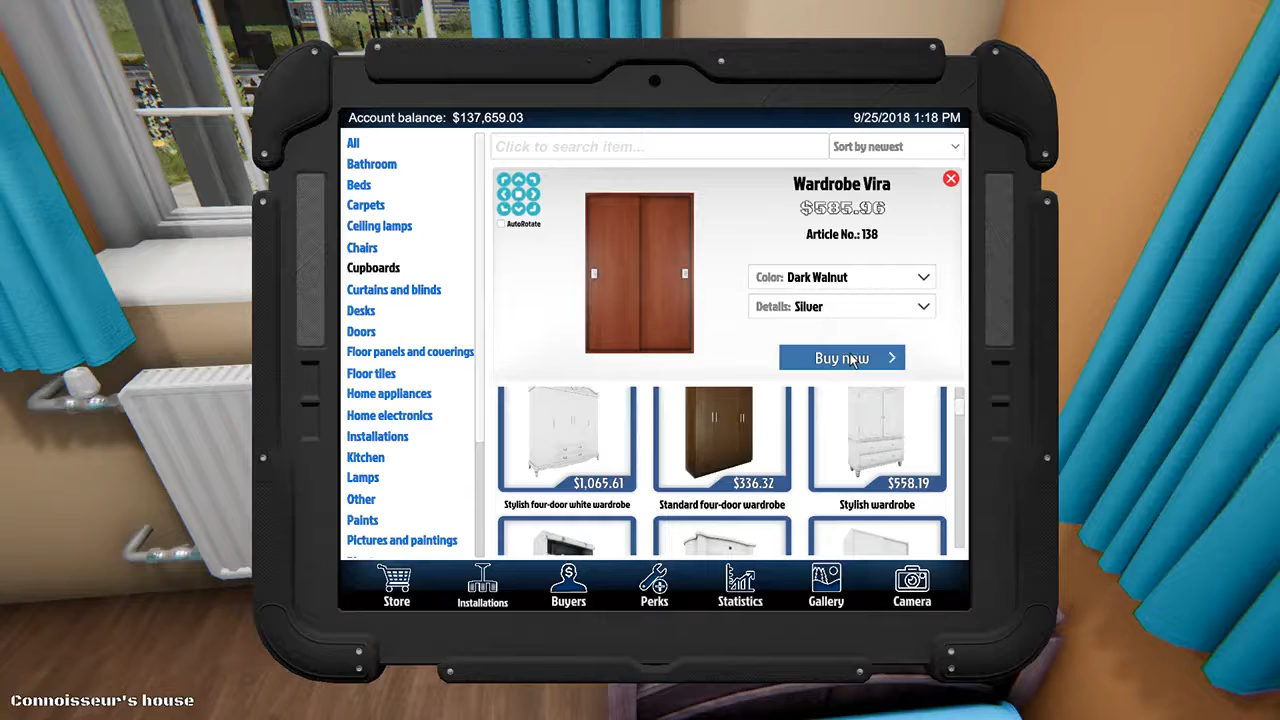 Account balance: $137,659.03
9/25/2018 1:18 PM
All
Bathroom
Beds
Carpets
Ceiling lamps
Chairs
Cupboards
Curtains and blinds
Desks
Doors
Floor panels and coverings
Floor tiles
Home appliances
Home electronics
Installations
Kitchen
Lamps
Other
Paints
Pictures and paintings
Click to search item...
Sort by newest
AutoRotate
Wardrobe Vira
$585.96
Article No.: 138
Color: Dark Walnut
Details: Silver
Buy now
$1,065.61
$336.32
$558.19
Stylish four-door white wardrobe
Standard four-door wardrobe
Stylish wardrobe
Store
Installations
Buyers
Perks
Statistics
Gallery
Camera
Connoisseur's house